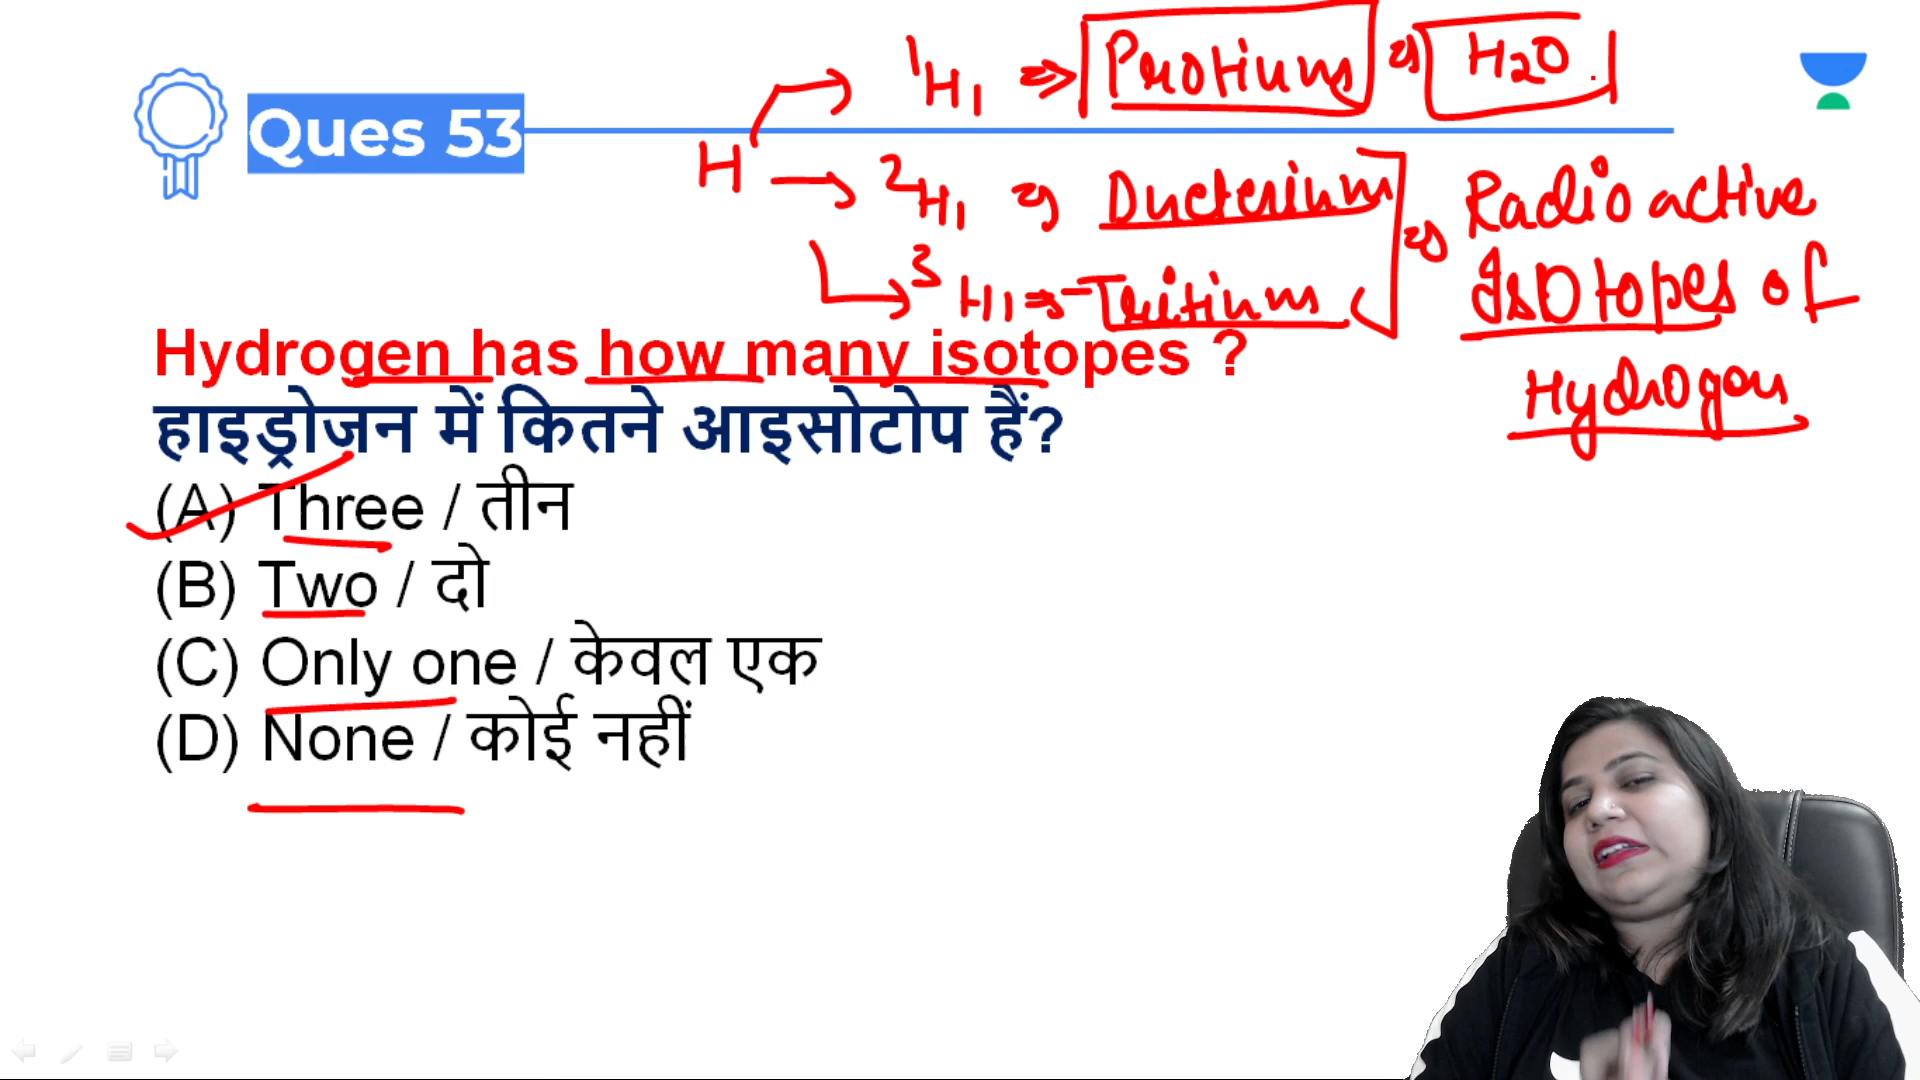 Ques 53
¹H₁ ⇒ Protium ⇒ H₂O
H → ²H₁ ⇒ Ducterium ⇒ Radioactive
³H₁ ⇒ Tritium Isotopes of
Hydrogen
Hydrogen has how many isotopes ?
हाइड्रोजन में कितने आइसोटोप हैं?
(A) Three / तीन
(B) Two / दो
(C) Only one / केवल एक
(D) None / कोई नहीं